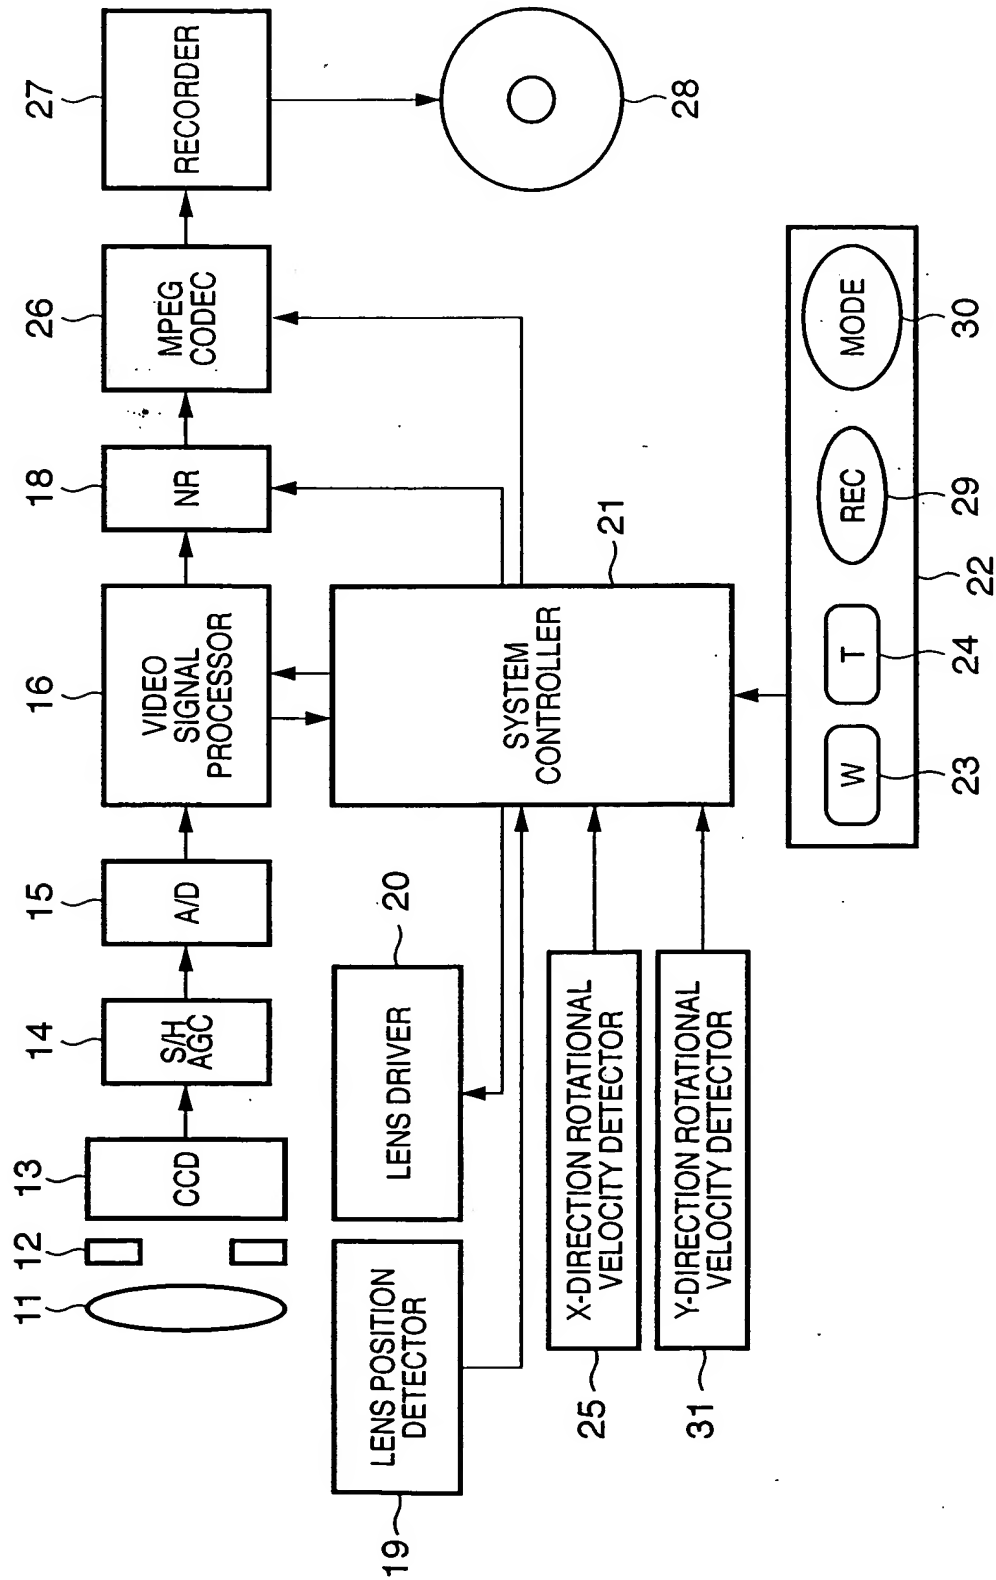 11
12
13
14
15
16
18
26
27
CCD
S/H
AGC
A/D
VIDEO
SIGNAL
PROCESSOR
NR
MPEG
CODEC
RECORDER
28
LENS POSITION
DETECTOR
19
LENS DRIVER
20
SYSTEM
CONTROLLER
21
X-DIRECTION ROTATIONAL
VELOCITY DETECTOR
25
Y-DIRECTION ROTATIONAL
VELOCITY DETECTOR
31
W
T
REC
MODE
23
24
22
29
30